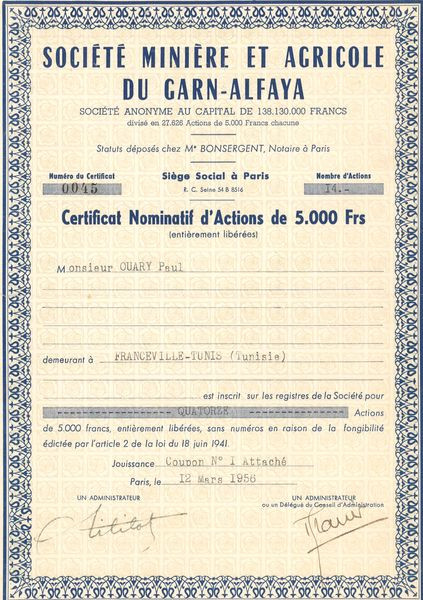 SOCIÉTÉ MINIÈRE ET AGRICOLE
DU GARN-ALFAYA
SOCIÉTÉ ANONYME AU CAPITAL DE 138.130.000 FRANCS
divisé en 27.626 Actions de 5.000 Francs chacune
Statuts déposés chez Me BONSERGENT, Notaire à Paris
Numéro du Certificat
0045
Siège Social à Paris
R. C. Seine 54 B 8516
Nombre d'Actions
14.-
Certificat Nominatif d'Actions de 5.000 Frs
(entièrement libérées)
Monsieur OUARY Paul
demeurant à FRANCEVILLE-TUNIS (Tunisie)
est inscrit sur les registres de la Société pour
QUATORZE Actions
de 5.000 francs, entièrement libérées, sans numéros en raison de la fongibilité
édictée par l'article 2 de la loi du 18 juin 1941.
Jouissance Coupon N° 1 Attaché
Paris, le 12 Mars 1956
UN ADMINISTRATEUR
UN ADMINISTRATEUR
ou un Délégué du Conseil d'Administration